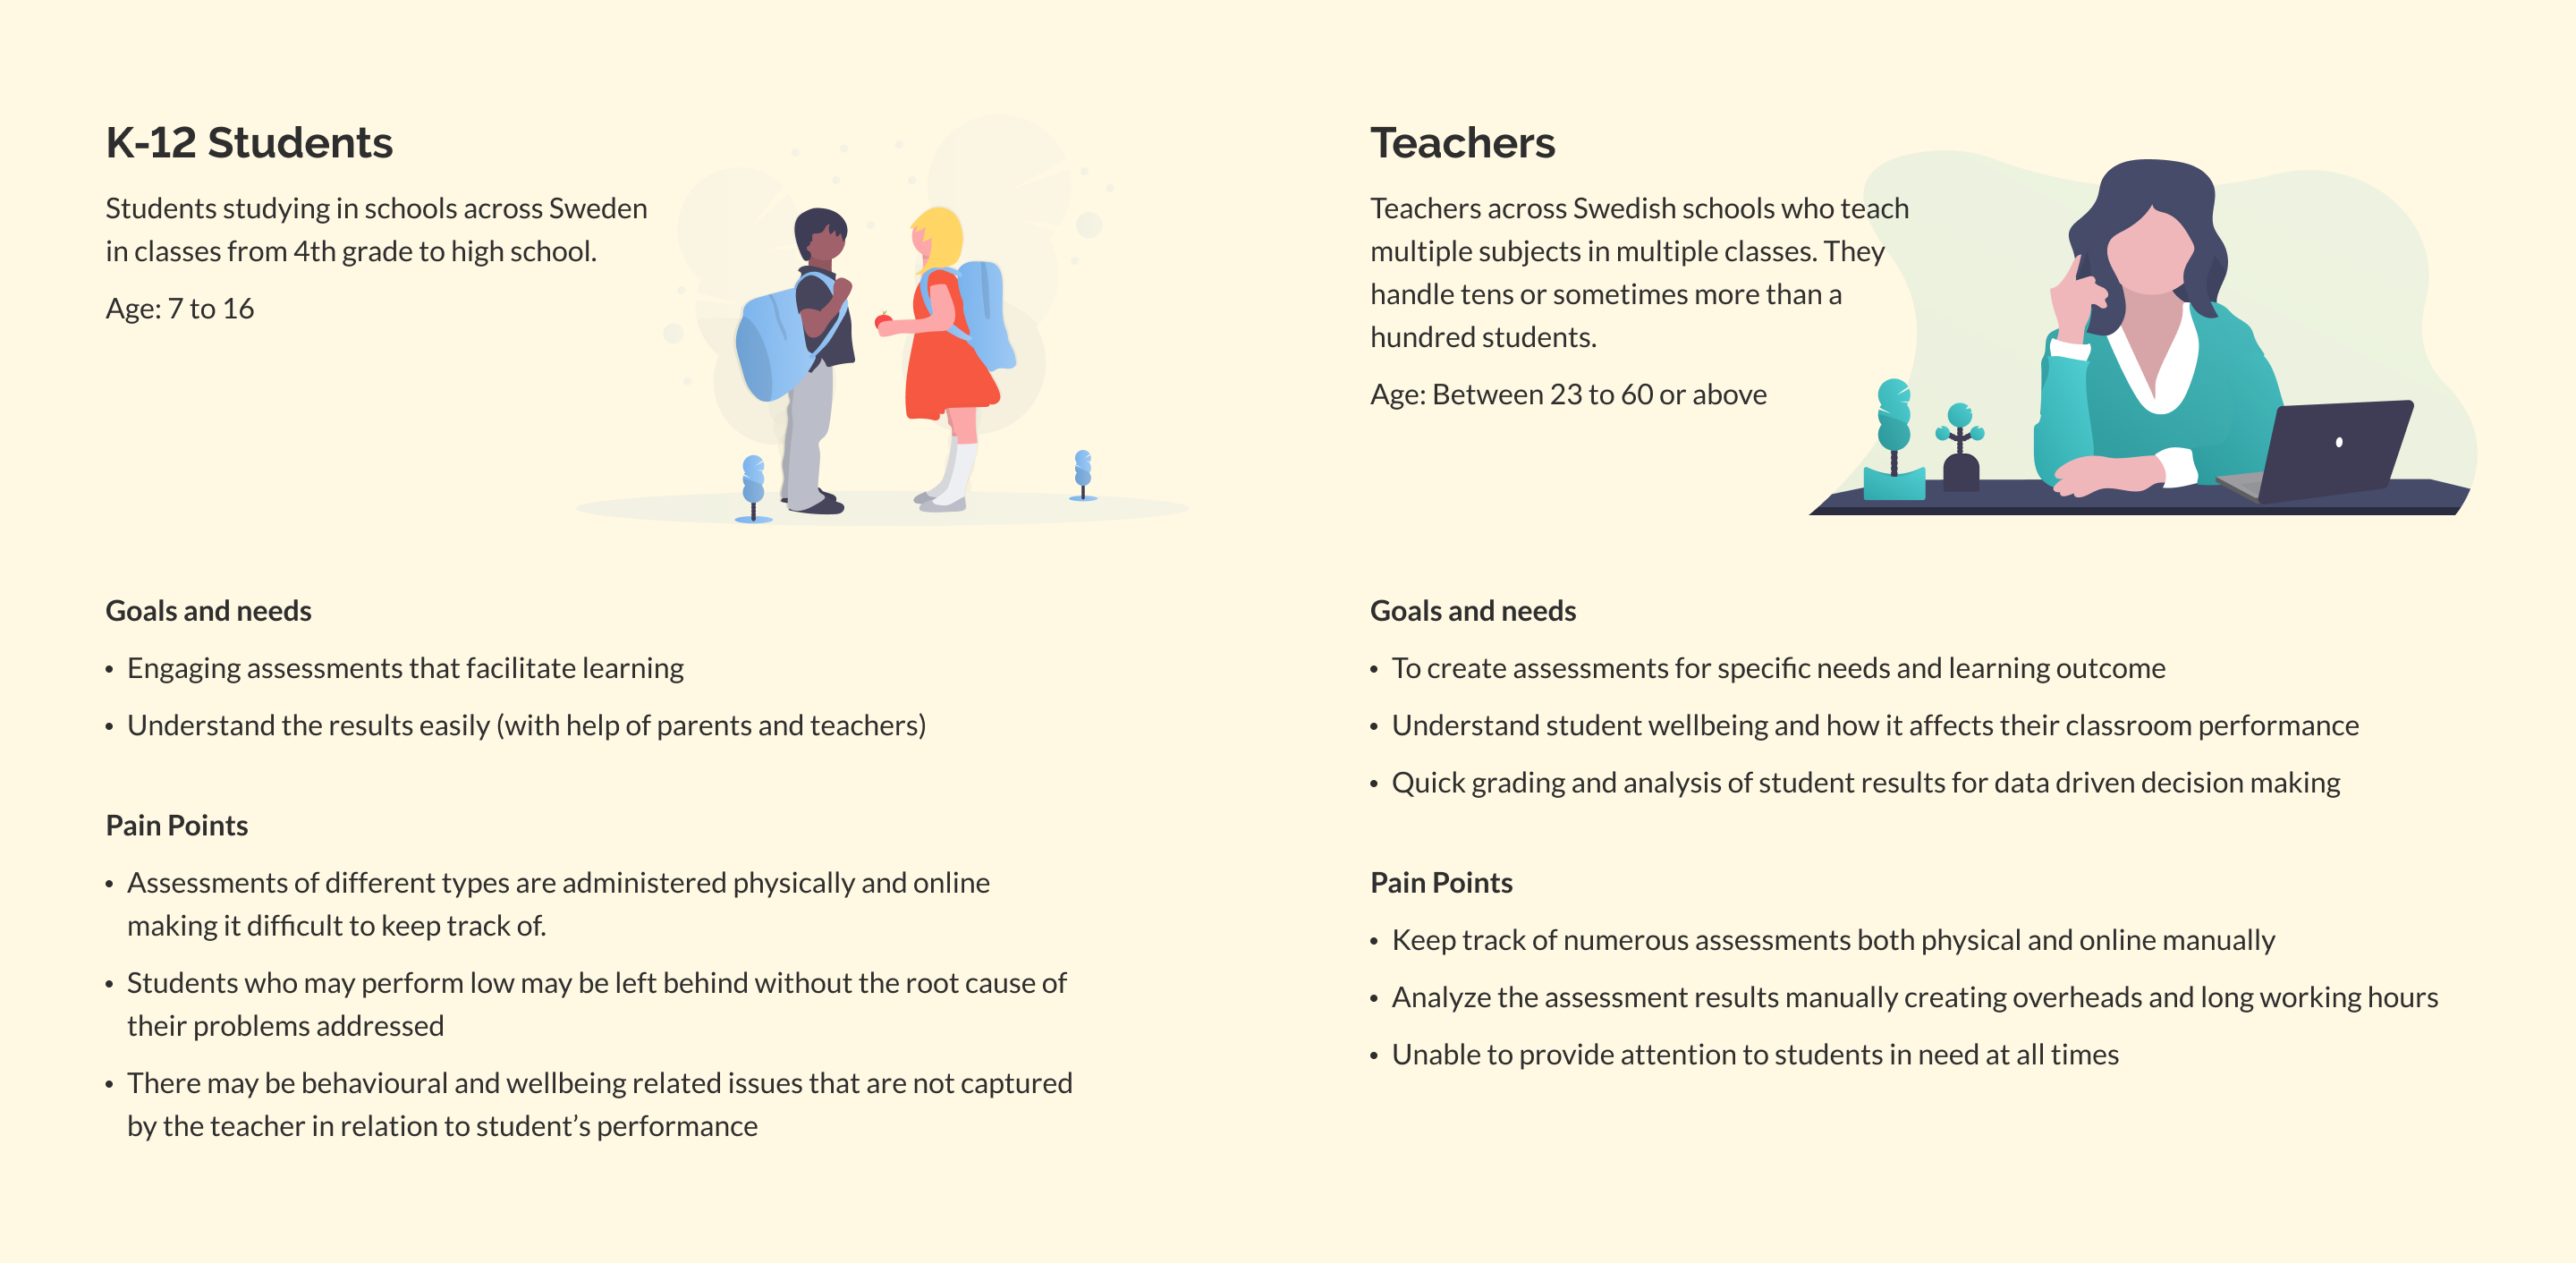 K-12 Students
Students studying in schools across Sweden
in classes from 4th grade to high school.
Age: 7 to 16
Goals and needs
• Engaging assessments that facilitate learning
• Understand the results easily (with help of parents and teachers)
Pain Points
• Assessments of different types are administered physically and online
making it difficult to keep track of.
• Students who may perform low may be left behind without the root cause of
their problems addressed
• There may be behavioural and wellbeing related issues that are not captured
by the teacher in relation to student’s performance
Teachers
Teachers across Swedish schools who teach
multiple subjects in multiple classes. They
handle tens or sometimes more than a
hundred students.
Age: Between 23 to 60 or above
Goals and needs
• To create assessments for specific needs and learning outcome
• Understand student wellbeing and how it affects their classroom performance
• Quick grading and analysis of student results for data driven decision making
Pain Points
• Keep track of numerous assessments both physical and online manually
• Analyze the assessment results manually creating overheads and long working hours
• Unable to provide attention to students in need at all times